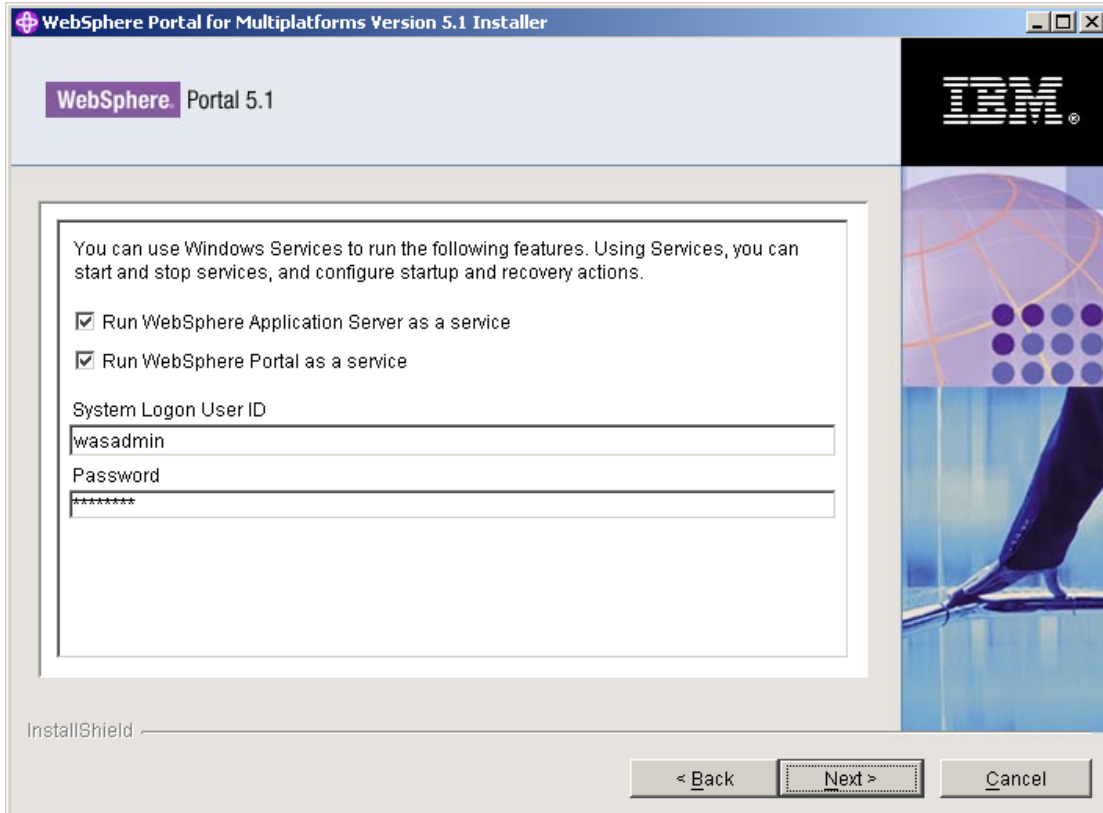 WebSphere Portal for Multiplatforms Version 5.1 Installer
WebSphere. Portal 5.1
IBM®
You can use Windows Services to run the following features. Using Services, you can
start and stop services, and configure startup and recovery actions.
Run WebSphere Application Server as a service
Run WebSphere Portal as a service
System Logon User ID
wasadmin
Password
********
InstallShield
< Back Next > Cancel